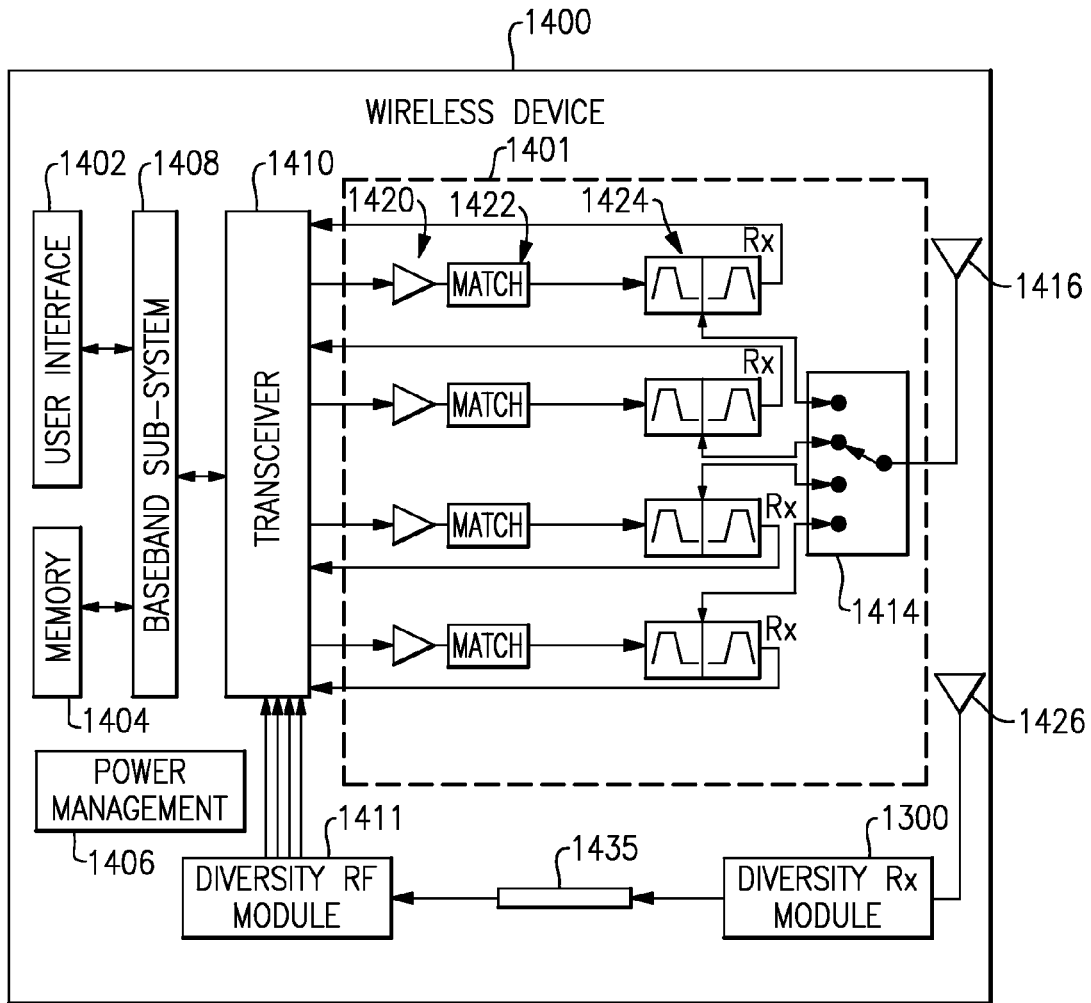 1400
WIRELESS DEVICE
1402
1408
1410
1401
1420
1422
1424
Rx
MATCH
1416
Rx
MATCH
USER INTERFACE
BASEBAND SUB-SYSTEM
TRANSCEIVER
MATCH
Rx
1414
MEMORY
MATCH
Rx
1404
1426
POWER
MANAGEMENT
1406
1411
1435
1300
DIVERSITY RF
MODULE
DIVERSITY Rx
MODULE